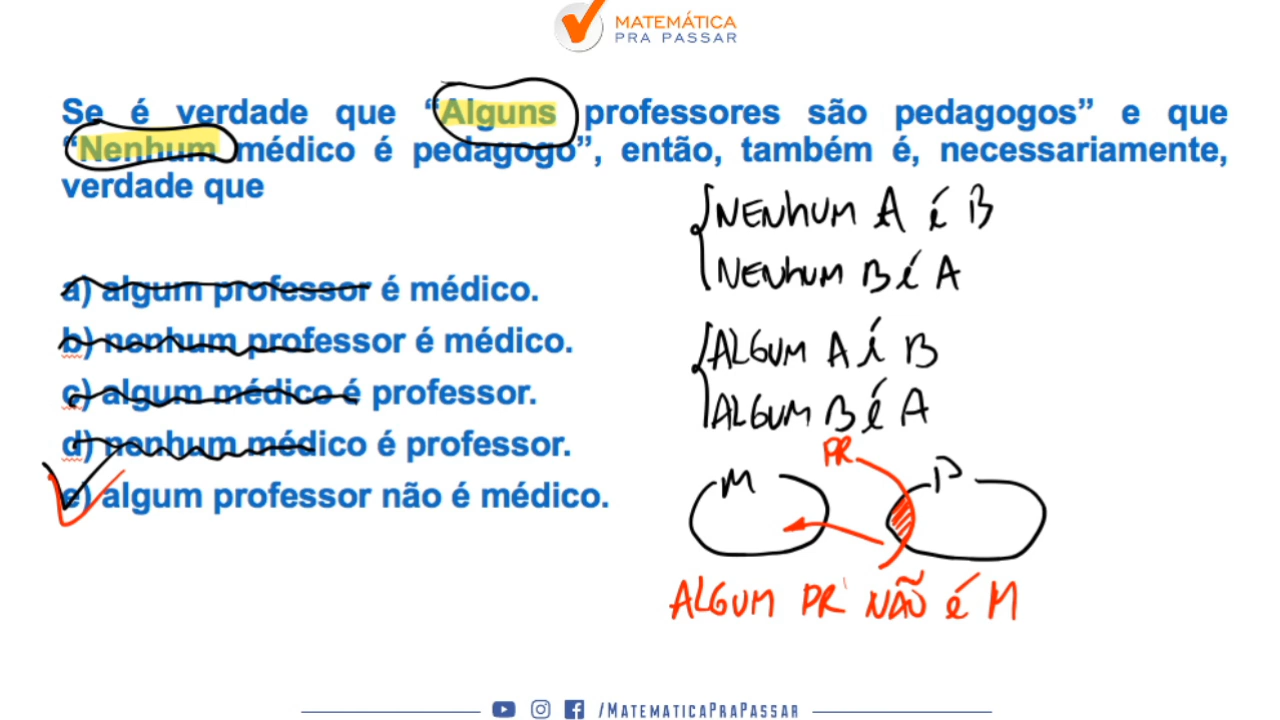 MATEMÁTICA
PRA PASSAR
Se é verdade que “Alguns professores são pedagogos” e que
“Nenhum médico é pedagogo”, então, também é, necessariamente,
verdade que
a) algum professor é médico.
b) nenhum professor é médico.
c) algum médico é professor.
d) nenhum médico é professor.
e) algum professor não é médico.
NENHUM A é B
NENHUM B é A
ALGUM A é B
ALGUM B é A
PR
M P
ALGUM PR NÃO é M
/MATEMATICAPRAPASSAR